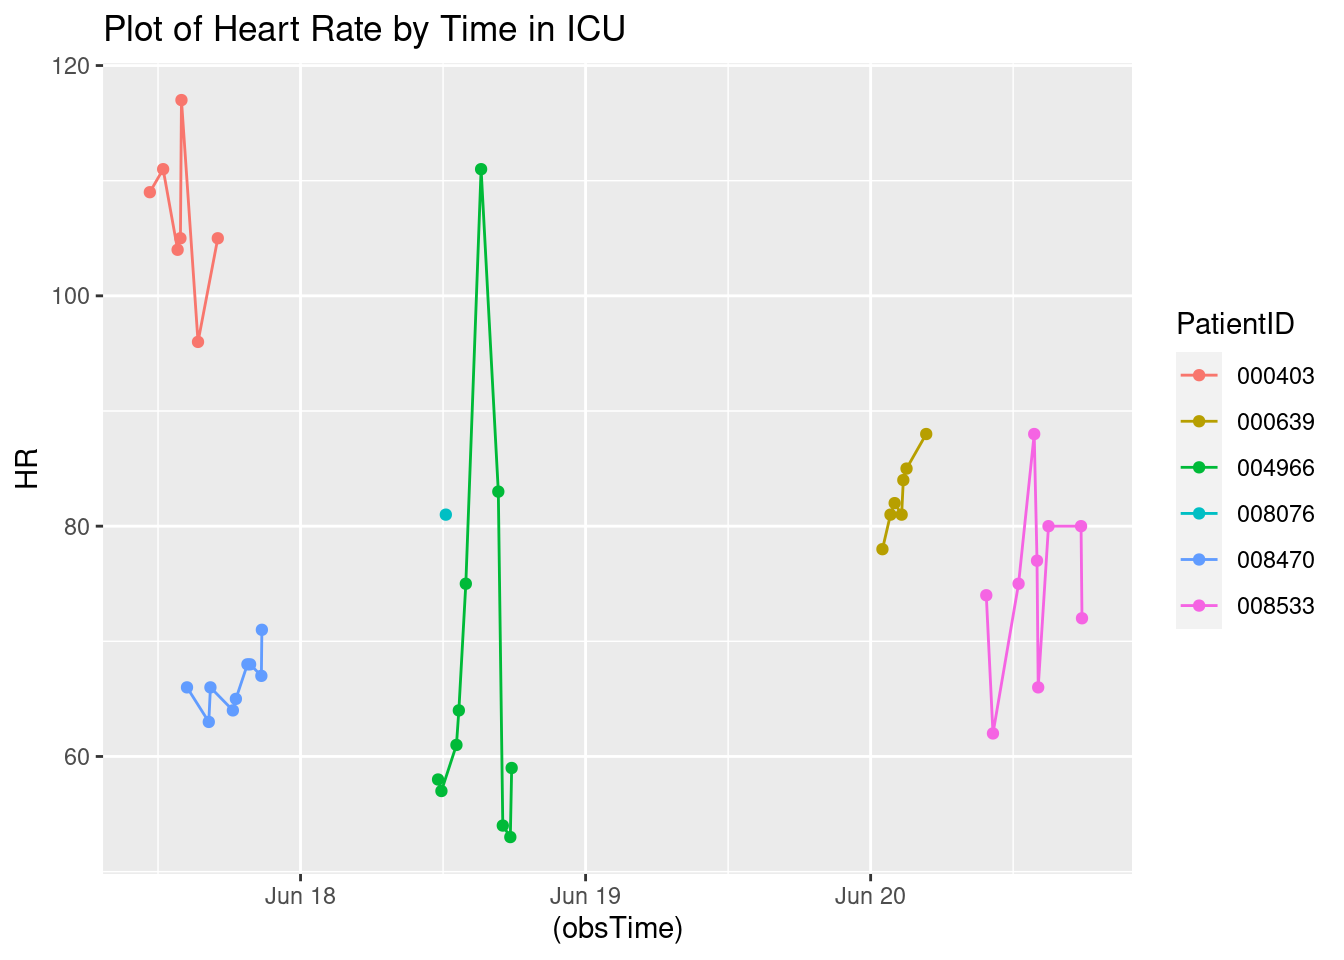 Plot of Heart Rate by Time in ICU
120
100
80
60
HR
Jun 18
Jun 19
Jun 20
(obsTime)
PatientID
000403
000639
004966
008076
008470
008533